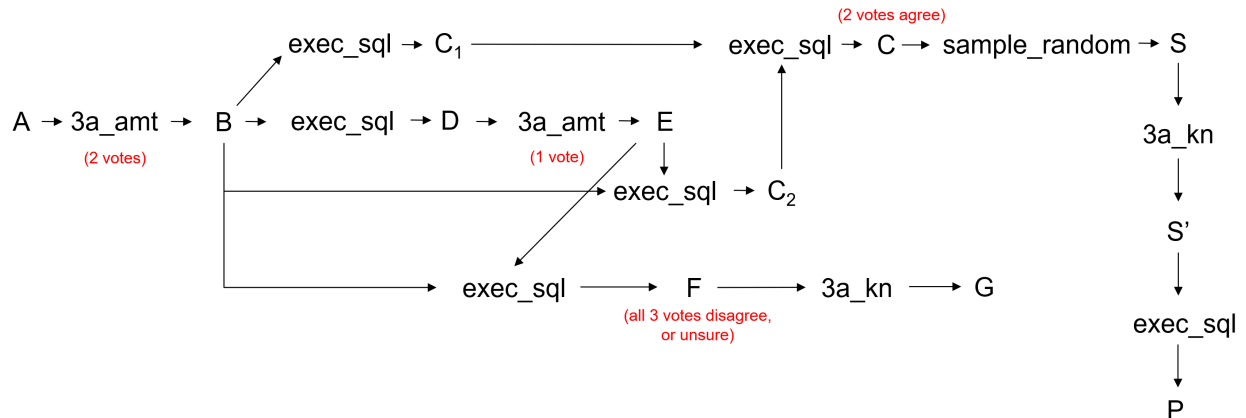 (2 votes agree)
exec_sql C₁ exec_sql C sample_random S
A 3a_amt B exec_sql D 3a_amt E
3a_kn
(2 votes)
(1 vote)
exec_sql C₂
S'
exec_sql F 3a_kn G
(all 3 votes disagree,
or unsure)
exec_sql
P